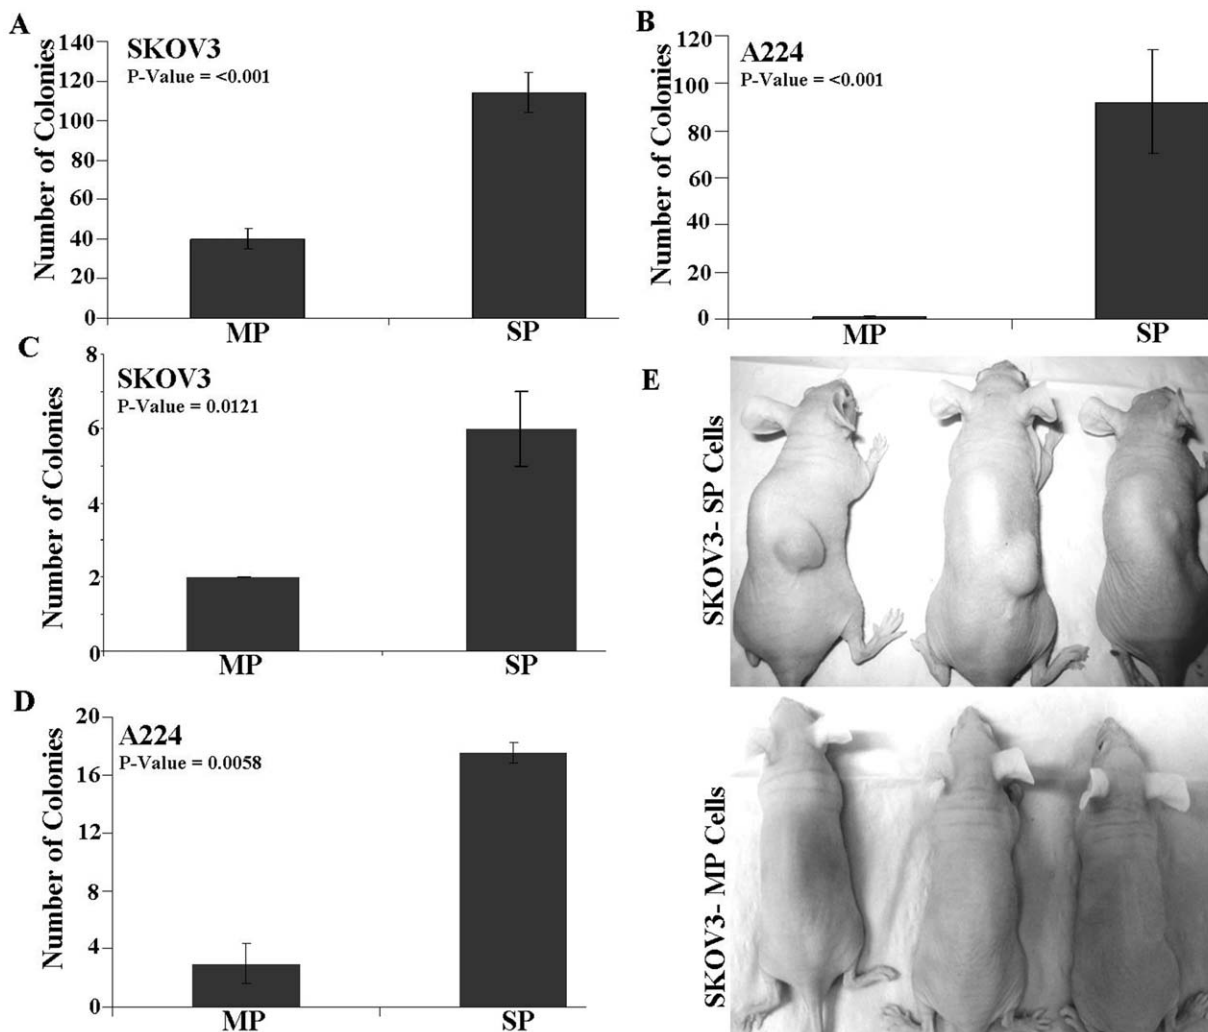 A
SKOV3
P-Value = <0.001
Number of Colonies
140
120
100
80
60
40
20
0
MP
SP
B
A224
P-Value = <0.001
Number of Colonies
120
100
80
60
40
20
0
MP
SP
C
SKOV3
P-Value = 0.0121
Number of Colonies
8
6
4
2
0
MP
SP
D
A224
P-Value = 0.0058
Number of Colonies
20
16
12
8
4
0
MP
SP
E
SKOV3- SP Cells
SKOV3- MP Cells